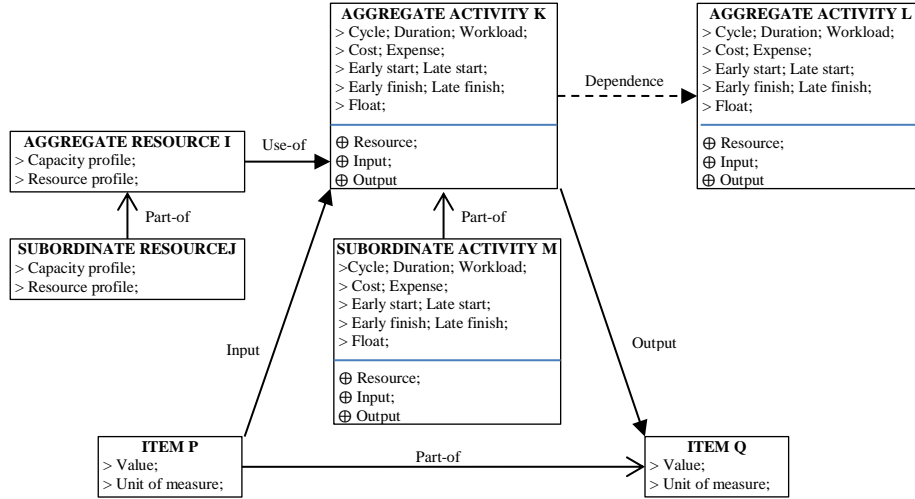 AGGREGATE ACTIVITY K
> Cycle; Duration; Workload;
> Cost; Expense;
> Early start; Late start;
> Early finish; Late finish;
> Float;
⊕ Resource;
⊕ Input;
⊕ Output
Dependence
AGGREGATE ACTIVITY L
> Cycle; Duration; Workload;
> Cost; Expense;
> Early start; Late start;
> Early finish; Late finish;
> Float;
⊕ Resource;
⊕ Input;
⊕ Output
AGGREGATE RESOURCE I
> Capacity profile;
> Resource profile;
Use-of
Part-of
SUBORDINATE RESOURCEJ
> Capacity profile;
> Resource profile;
Part-of
SUBORDINATE ACTIVITY M
>Cycle; Duration; Workload;
> Cost; Expense;
> Early start; Late start;
> Early finish; Late finish;
> Float;
⊕ Resource;
⊕ Input;
⊕ Output
Input
Output
ITEM P
> Value;
> Unit of measure;
Part-of
ITEM Q
> Value;
> Unit of measure;